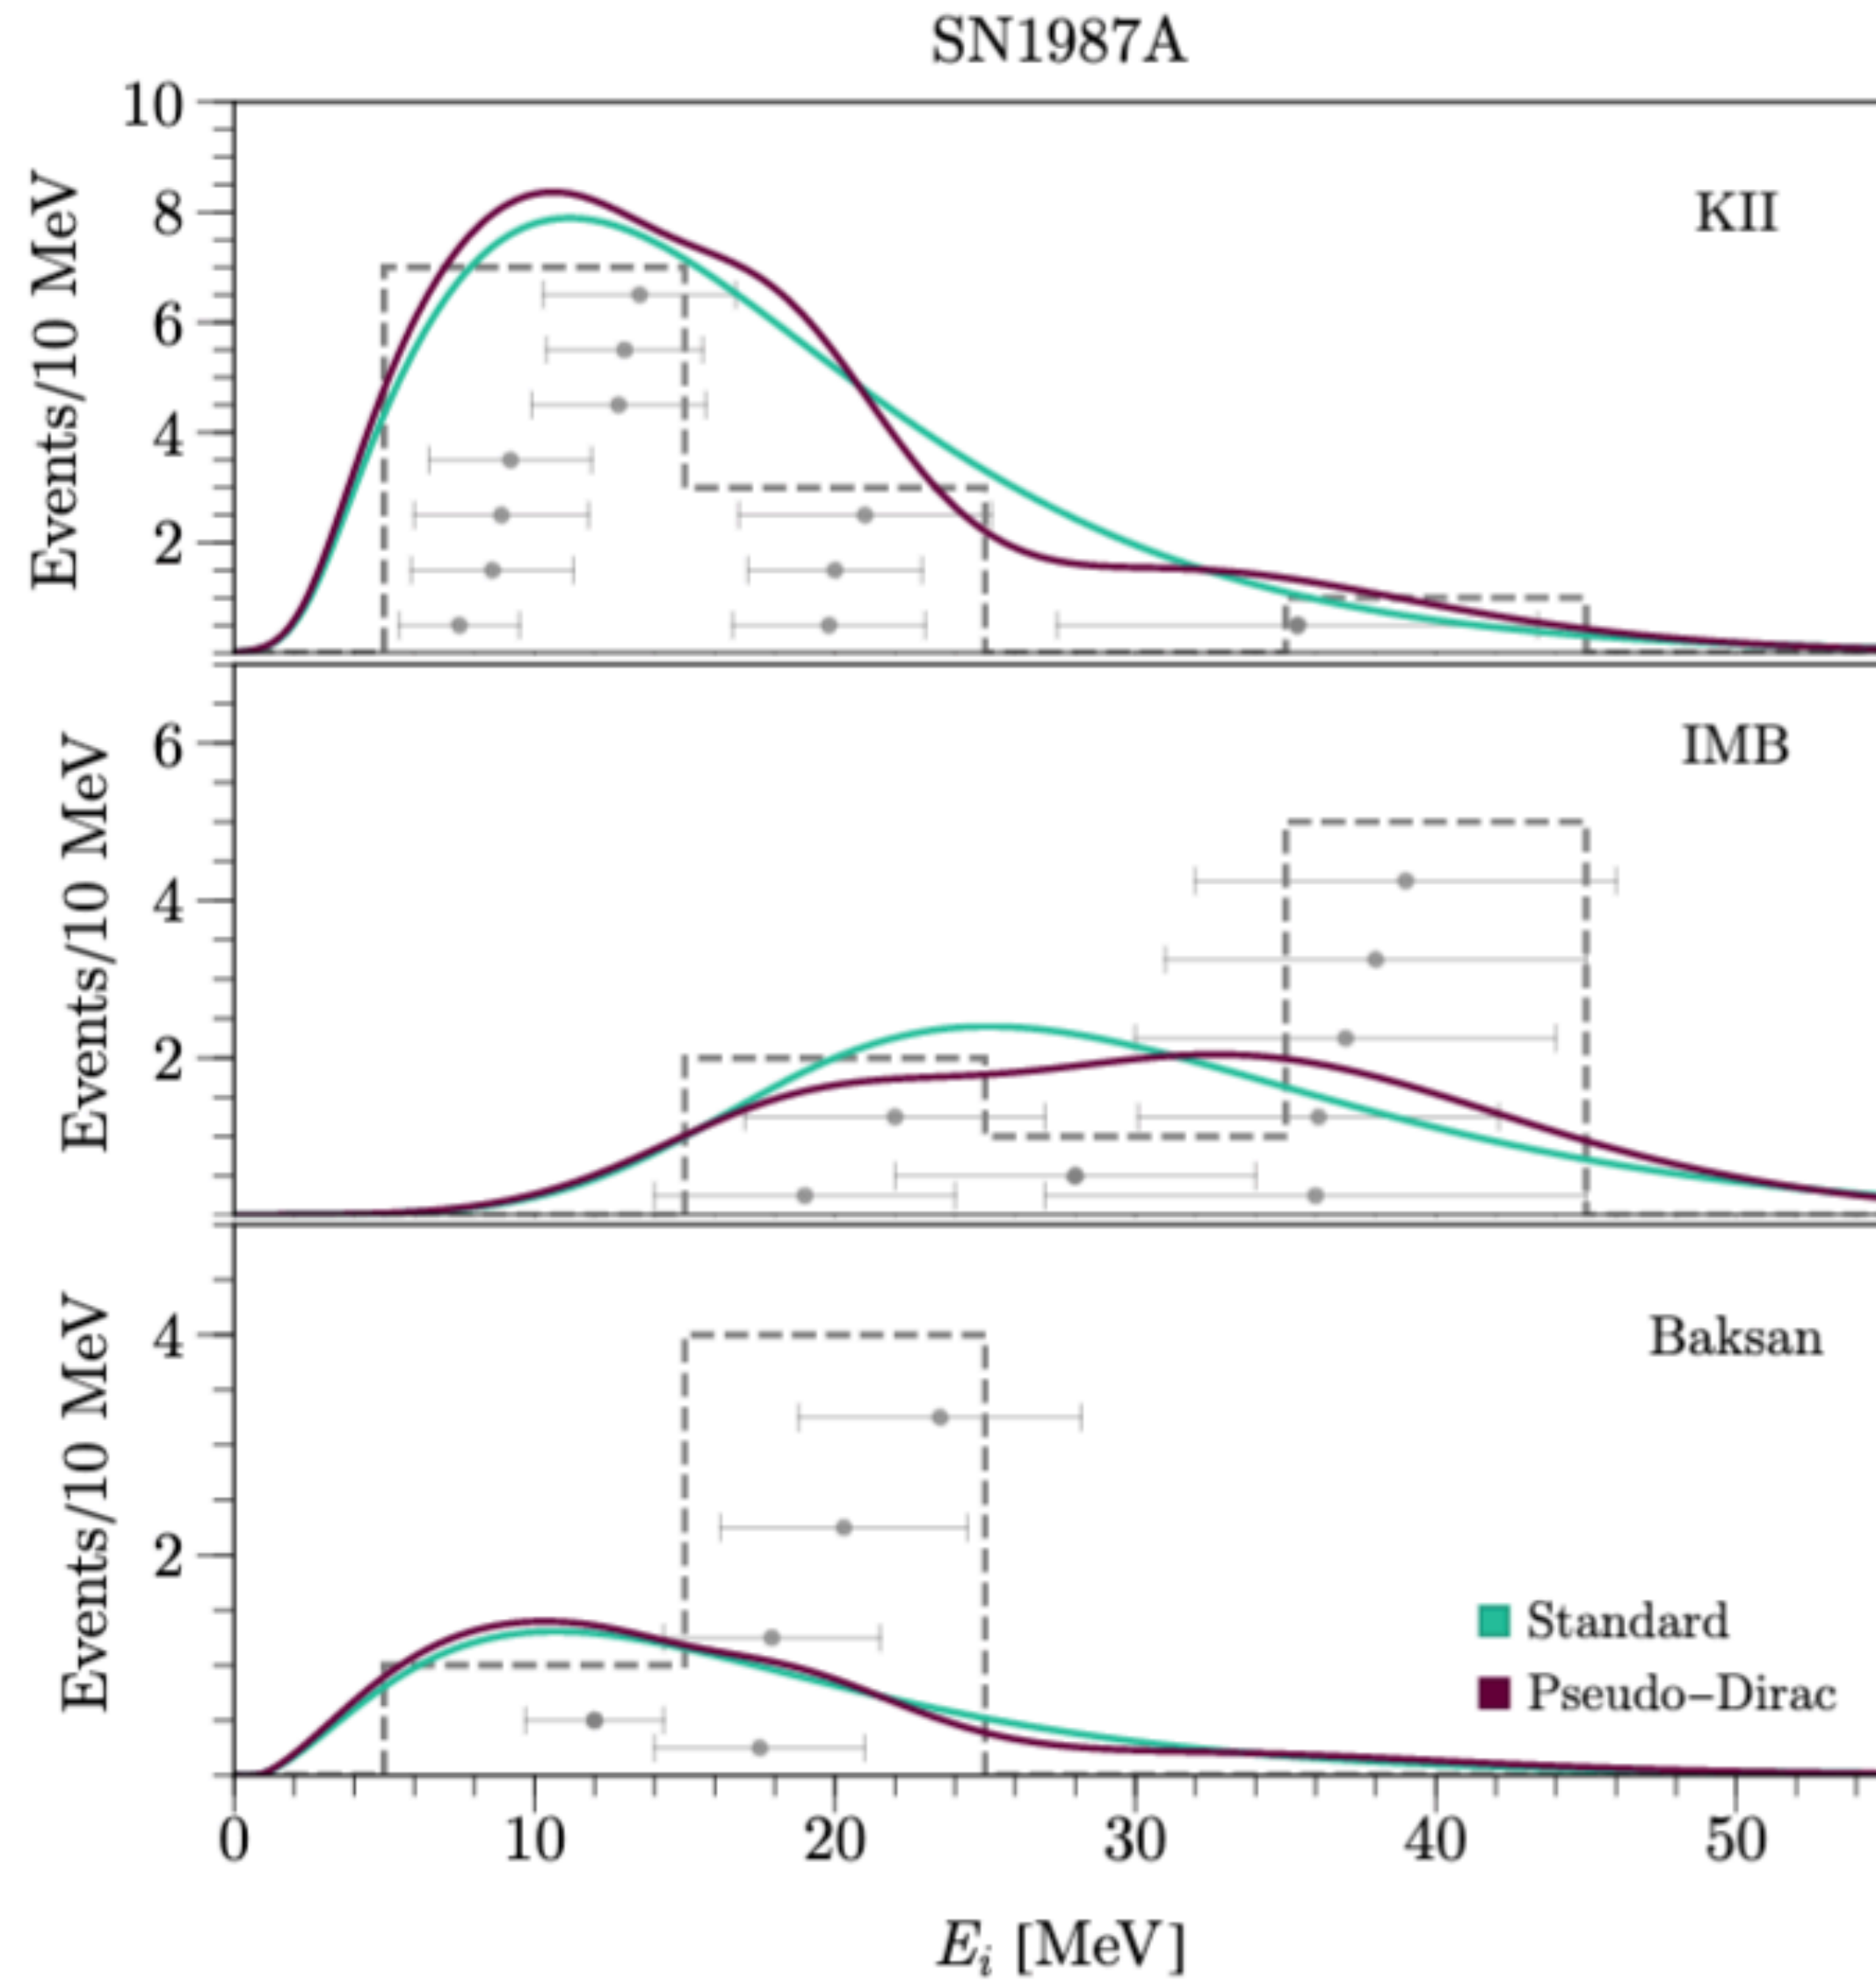 SN1987A
10
8
6
4
2
Events/10 MeV
KII
6
4
2
Events/10 MeV
IMB
4
2
Events/10 MeV
Baksan
Standard
Pseudo–Dirac
0 10 20 30 40 50
E_i [MeV]